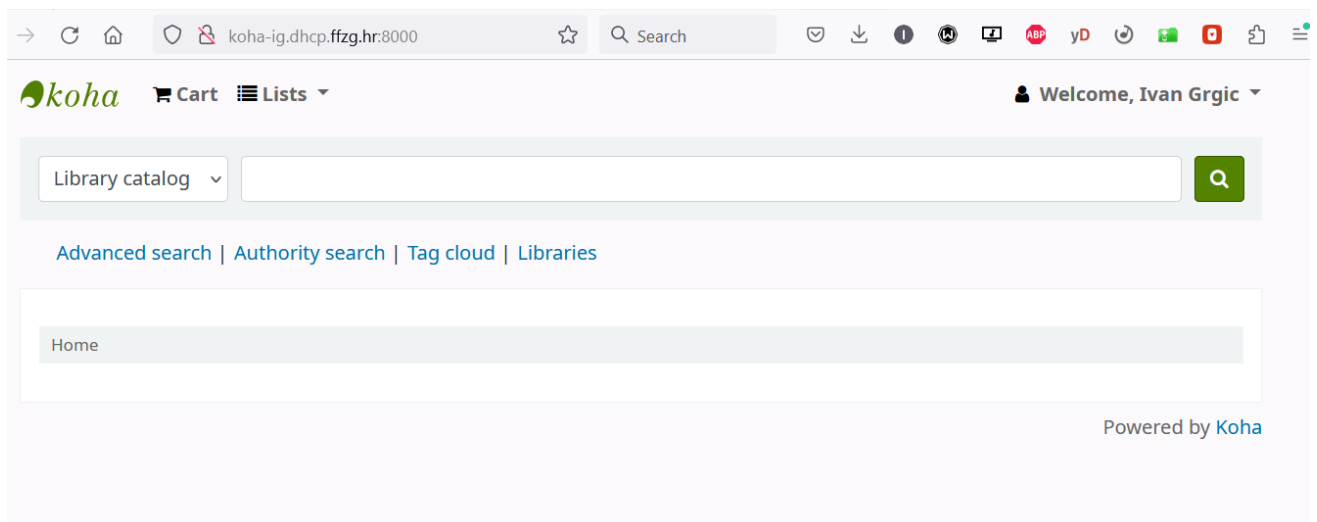 koha-ig.dhcp.ffzg.hr:8000 Search ABP yD
koha Cart Lists Welcome, Ivan Grgic
Library catalog
Advanced search | Authority search | Tag cloud | Libraries
Home
Powered by Koha